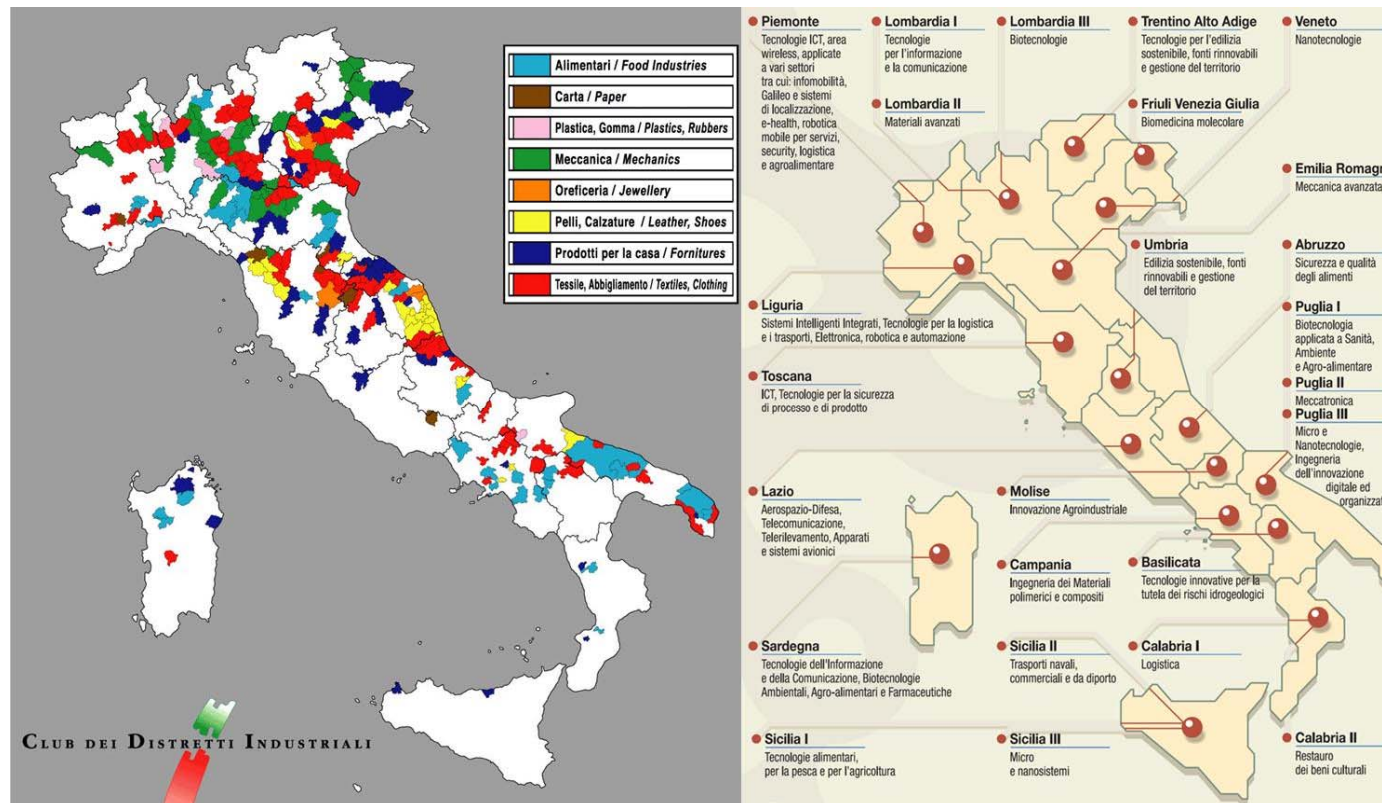 Alimentari / Food Industries
Carta / Paper
Plastica, Gomma / Plastics, Rubbers
Meccanica / Mechanics
Oreficeria / Jewellery
Pelli, Calzature / Leather, Shoes
Prodotti per la casa / Fornitures
Tessile, Abbigliamento / Textiles, Clothing
CLUB DEI DISTRETTI INDUSTRIALI
Piemonte
Tecnologie ICT, area
wireless, applicate
a vari settori
tra cui: infomobilità,
Galileo e sistemi
di localizzazione,
e-health, robotica
mobile per servizi,
security, logistica
e agroalimentare
Lombardia I
Tecnologie
per l'informazione
e la comunicazione
Lombardia II
Materiali avanzati
Lombardia III
Biotecnologie
Trentino Alto Adige
Tecnologie per l'edilizia
sostenibile, fonti rinnovabili
e gestione del territorio
Friuli Venezia Giulia
Biomedicina molecolare
Veneto
Nanotecnologie
Emilia Romagn
Meccanica avanzata
Umbria
Edilizia sostenibile, fonti
rinnovabili e gestione
del territorio
Abruzzo
Sicurezza e qualità
degli alimenti
Puglia I
Biotecnologia
applicata a Sanità,
Ambiente
e Agro-alimentare
Puglia II
Meccatronica
Puglia III
Micro e
Nanotecnologie,
Ingegneria
dell'innovazione
digitale ed
organizzat
Liguria
Sistemi Intelligenti Integrati, Tecnologie per la logistica
e i trasporti, Elettronica, robotica e automazione
Toscana
ICT, Tecnologie per la sicurezza
di processo e di prodotto
Lazio
Aerospazio-Difesa,
Telecomunicazione,
Telerilevamento, Apparati
e sistemi avionici
Molise
Innovazione Agroindustriale
Campania
Ingegneria dei Materiali
polimerici e compositi
Basilicata
Tecnologie innovative per la
tutela dei rischi idrogeologici
Sardegna
Tecnologie dell'Informazione
e della Comunicazione, Biotecnologie
Ambientali, Agro-alimentari e Farmaceutiche
Sicilia II
Trasporti navali,
commerciali e da diporto
Calabria I
Logistica
Sicilia I
Tecnologie alimentari,
per la pesca e per l'agricoltura
Sicilia III
Micro
e nanosistemi
Calabria II
Restauro
dei beni culturali